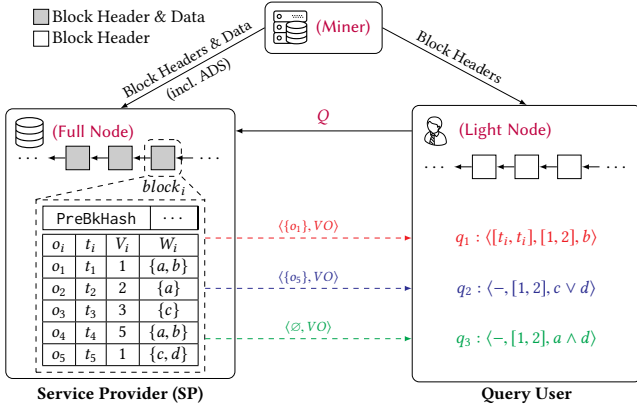 Block Header & Data
Block Header
(Miner)
Block Headers & Data
(incl. ADS)
Block Headers
(Full Node)
Q
(Light Node)
··· ···
··· ···
block_i
PreBkHash ···
o_i t_i V_i W_i
o_1 t_1 1 {a, b}
o_2 t_2 2 {a}
o_3 t_3 3 {c}
o_4 t_4 5 {a, b}
o_5 t_5 1 {c, d}
⟨{o_1}, VO⟩
⟨{o_5}, VO⟩
⟨∅, VO⟩
q_1 : ⟨[t_i, t_i], [1, 2], b⟩
q_2 : ⟨−, [1, 2], c ∨ d⟩
q_3 : ⟨−, [1, 2], a ∧ d⟩
Service Provider (SP)
Query User